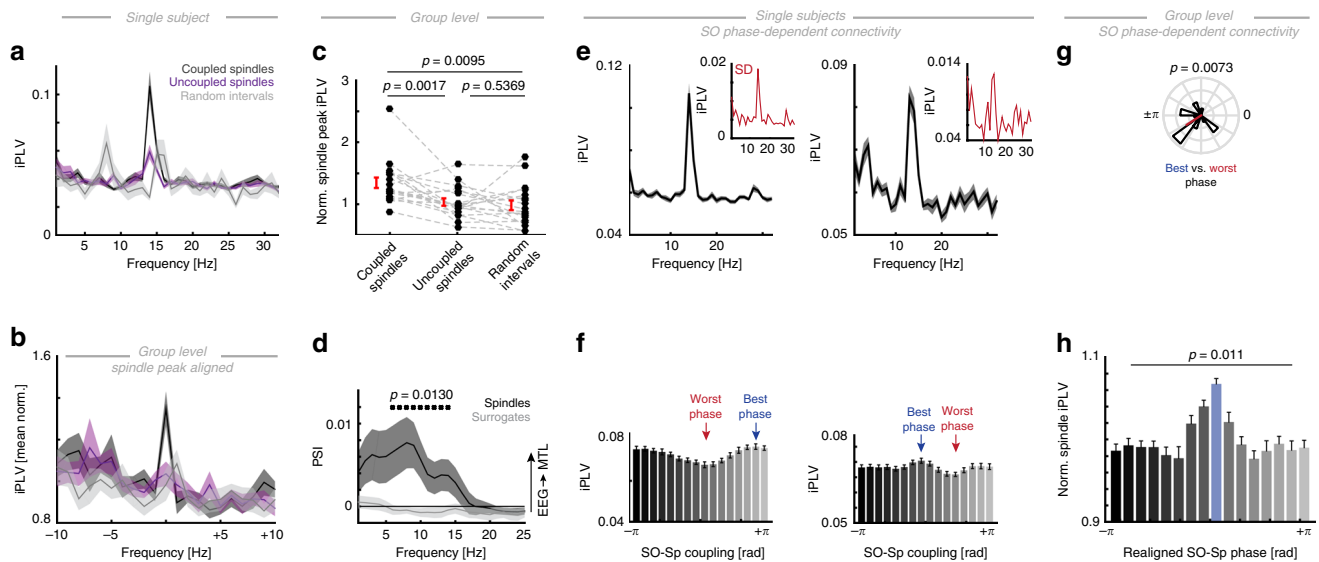 Single subject
Group level
Single subjects
SO phase-dependent connectivity
Group level
SO phase-dependent connectivity
a
Coupled spindles
Uncoupled spindles
Random intervals
0.1
0
iPLV
5
10
15
20
25
30
Frequency [Hz]
c
p = 0.0095
p = 0.0017
p = 0.5369
3
2
1
Norm. spindle peak iPLV
Coupled
spindles
Uncoupled
spindles
Random
intervals
e
0.12
0.04
iPLV
10
20
Frequency [Hz]
0.02
SD
0
iPLV
10
20
30
0.09
0.05
iPLV
10
20
Frequency [Hz]
0.014
0.04
iPLV
10
20
30
g
p = 0.0073
±π
0
Best vs. worst
phase
b
Group level
spindle peak aligned
1.6
0.8
iPLV [mean norm.]
−10
−5
0
+5
+10
Frequency [Hz]
d
p = 0.0130
Spindles
Surrogates
0.01
0
PSI
5
10
15
20
25
Frequency [Hz]
EEG → MTL
f
Worst
phase
Best
phase
0.08
0.04
iPLV
−π
+π
SO-Sp coupling [rad]
Best
phase
Worst
phase
0.08
0.05
iPLV
−π
+π
SO-Sp coupling [rad]
h
1.1
0.9
p = 0.011
Norm. spindle iPLV
−π
+π
Realigned SO-Sp phase [rad]